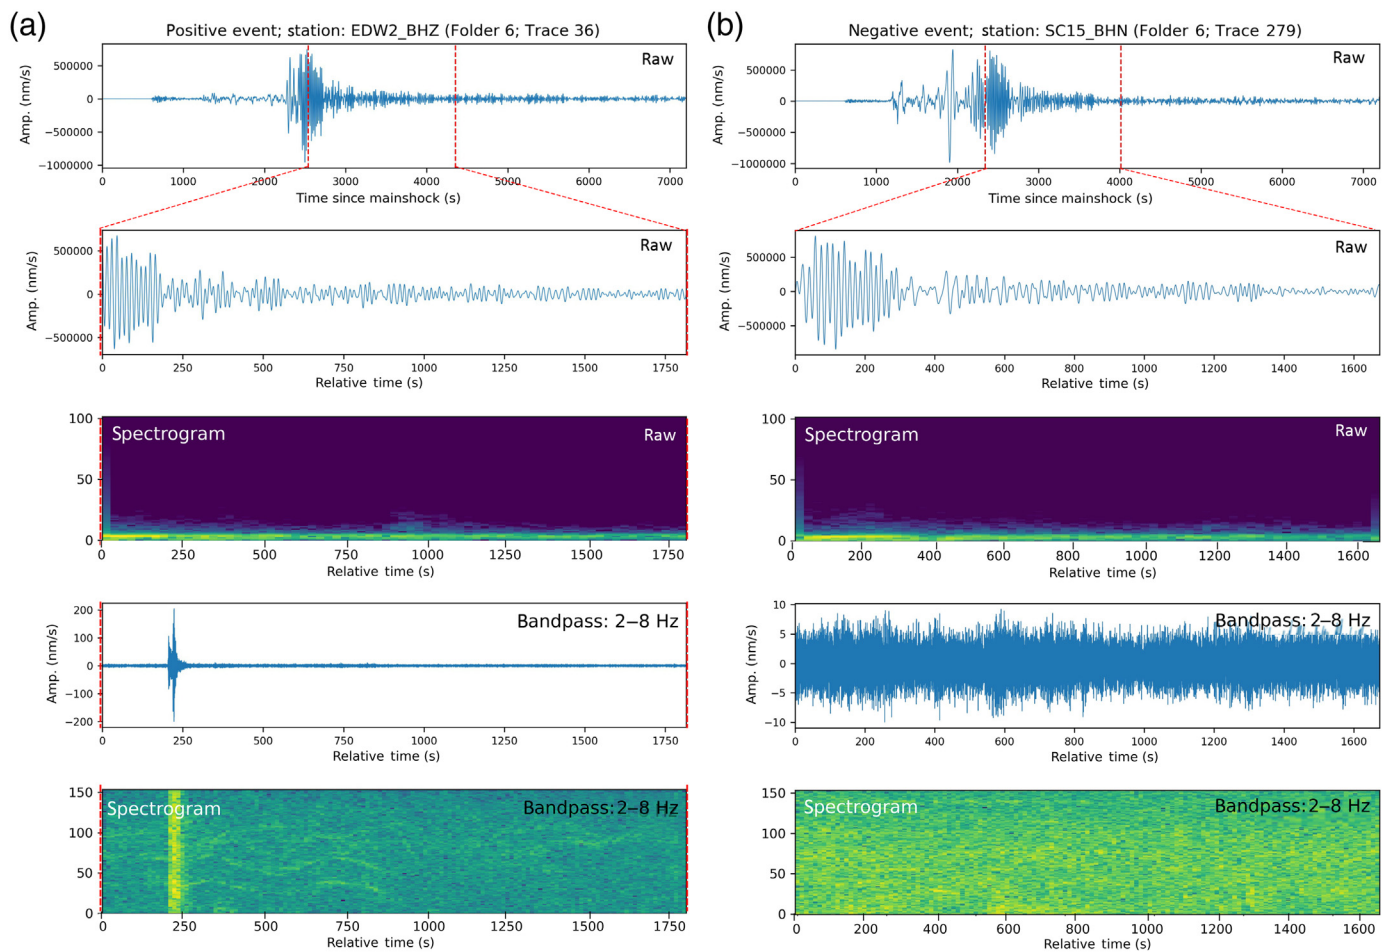 (a)
Positive event; station: EDW2_BHZ (Folder 6; Trace 36)
Raw
Amp. (nm/s)
500000
0
−500000
−1000000
0 1000 2000 3000 4000 5000 6000 7000
Time since mainshock (s)
Raw
Amp. (nm/s)
500000
0
−500000
0 250 500 750 1000 1250 1500 1750
Relative time (s)
Spectrogram
Raw
100
50
0
0 250 500 750 1000 1250 1500 1750
Relative time (s)
Bandpass: 2–8 Hz
Amp. (nm/s)
200
100
0
−100
−200
0 250 500 750 1000 1250 1500 1750
Relative time (s)
Spectrogram
Bandpass: 2–8 Hz
150
100
50
0
0 250 500 750 1000 1250 1500 1750
Relative time (s)
(b)
Negative event; station: SC15_BHN (Folder 6; Trace 279)
Raw
Amp. (nm/s)
500000
0
−500000
−1000000
0 1000 2000 3000 4000 5000 6000 7000
Time since mainshock (s)
Raw
Amp. (nm/s)
500000
0
−500000
0 200 400 600 800 1000 1200 1400 1600
Relative time (s)
Spectrogram
Raw
100
50
0
0 200 400 600 800 1000 1200 1400 1600
Relative time (s)
Bandpass: 2–8 Hz
Amp. (nm/s)
10
5
0
−5
−10
0 200 400 600 800 1000 1200 1400 1600
Relative time (s)
Spectrogram
Bandpass: 2–8 Hz
150
100
50
0
0 200 400 600 800 1000 1200 1400 1600
Relative time (s)